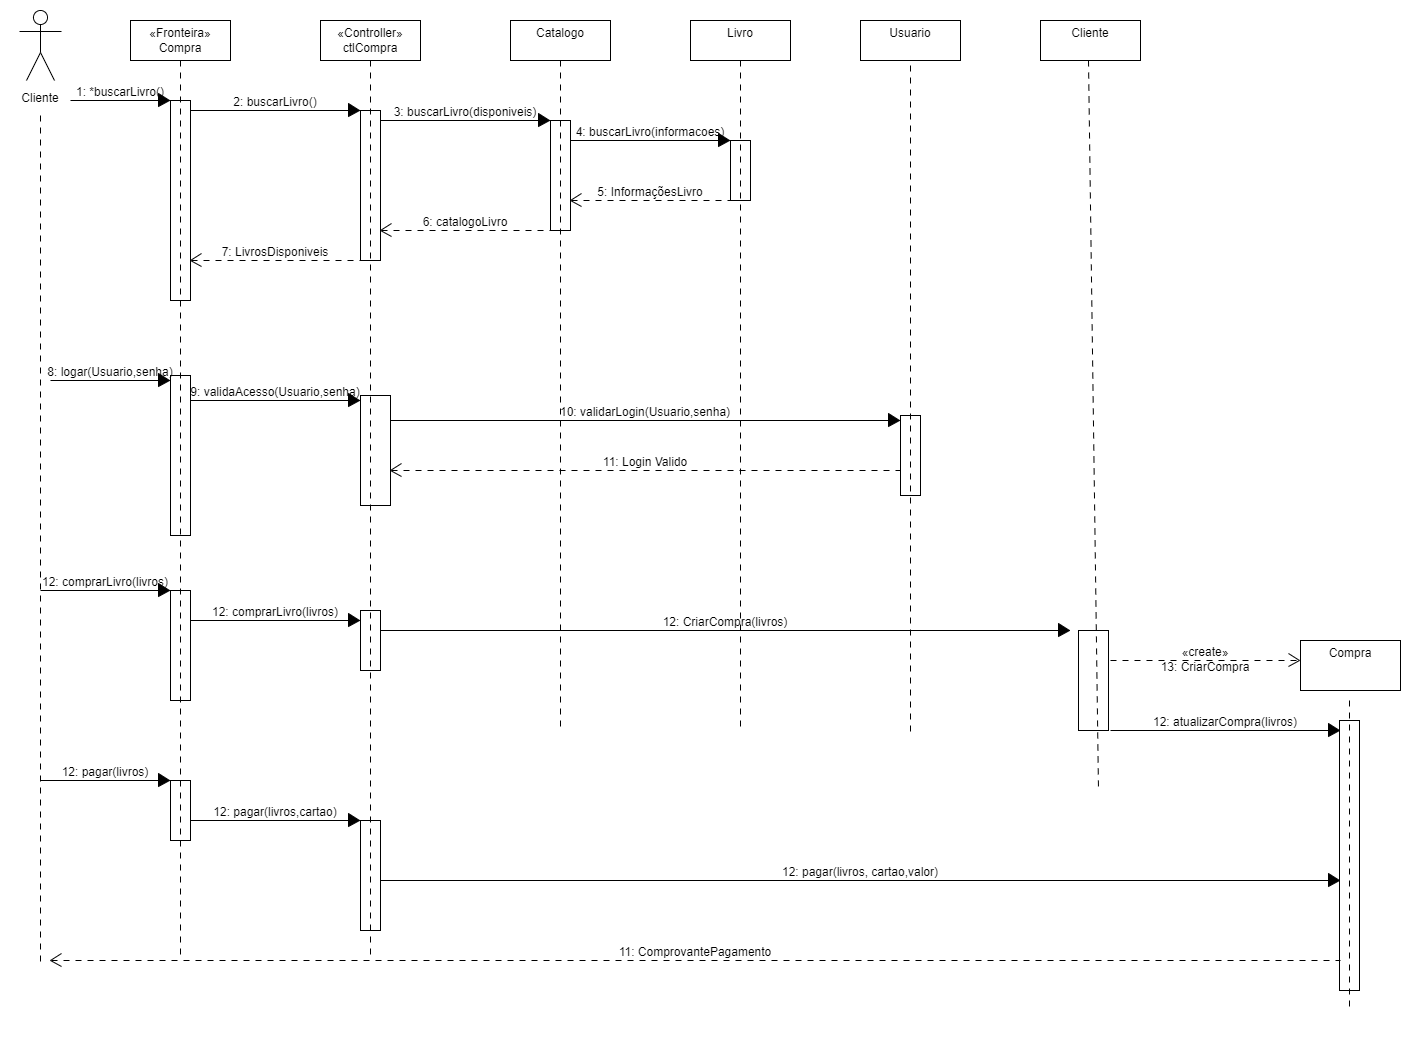 «Fronteira»
Compra
«Controller»
ctlCompra
Catalogo
Livro
Usuario
Cliente
Cliente
1: *buscarLivro()
2: buscarLivro()
3: buscarLivro(disponiveis)
4: buscarLivro(informacoes)
5: InformaçõesLivro
6: catalogoLivro
7: LivrosDisponiveis
8: logar(Usuario,senha)
9: validaAcesso(Usuario,senha)
10: validarLogin(Usuario,senha)
11: Login Valido
12: comprarLivro(livros)
12: comprarLivro(livros)
12: CriarCompra(livros)
«create»
13: CriarCompra
Compra
12: atualizarCompra(livros)
12: pagar(livros)
12: pagar(livros,cartao)
12: pagar(livros, cartao,valor)
11: ComprovantePagamento